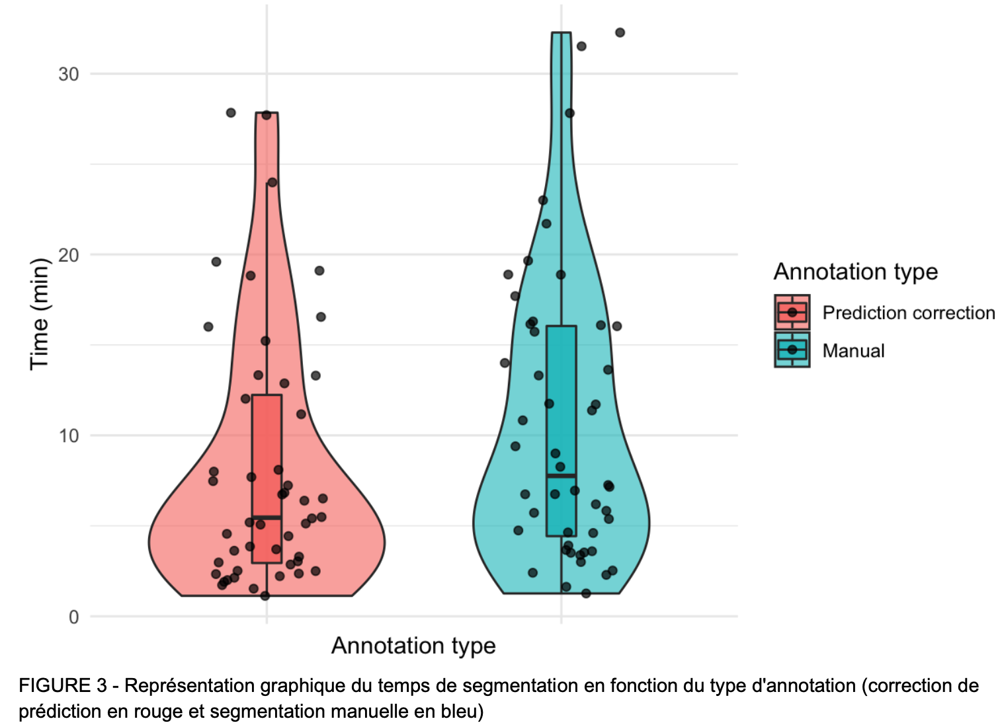 30
20
10
0
Time (min)
Annotation type
Annotation type
Prediction correction
Manual
FIGURE 3 - Représentation graphique du temps de segmentation en fonction du type d'annotation (correction de
prédiction en rouge et segmentation manuelle en bleu)